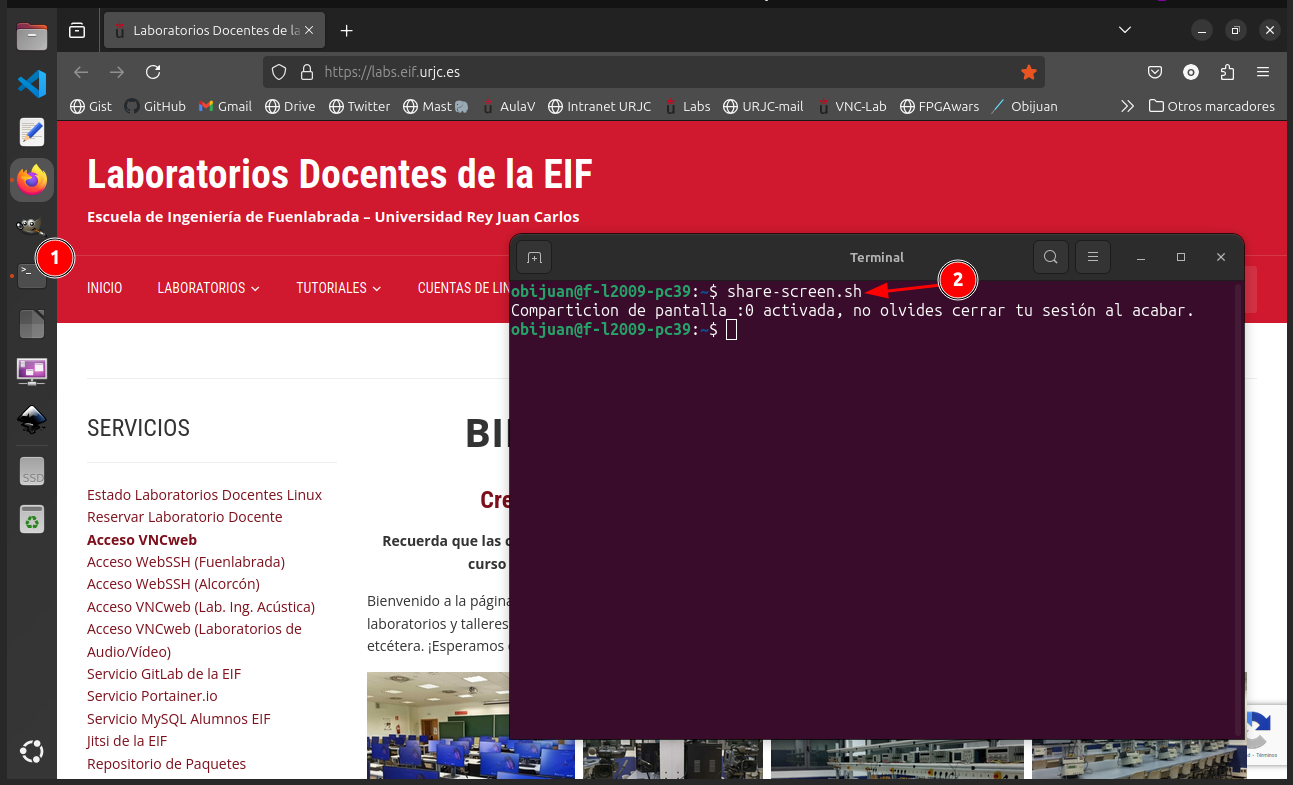 Laboratorios Docentes de la
https://labs.eif.urjc.es
Gist GitHub Gmail Drive Twitter Mast AulaV Intranet URJC Labs URJC-mail VNC-Lab FPGAwars Obijuan Otros marcadores
Laboratorios Docentes de la EIF
Escuela de Ingeniería de Fuenlabrada – Universidad Rey Juan Carlos
1
INICIO LABORATORIOS TUTORIALES CUENTAS DE LIN
Terminal
2
obijuan@f-l2009-pc39:~$ share-screen.sh
Comparticion de pantalla :0 activada, no olvides cerrar tu sesión al acabar.
obijuan@f-l2009-pc39:~$
SERVICIOS
SSD
Estado Laboratorios Docentes Linux
Reservar Laboratorio Docente
Acceso VNCweb
Acceso WebSSH (Fuenlabrada)
Acceso WebSSH (Alcorcón)
Acceso VNCweb (Lab. Ing. Acústica)
Acceso VNCweb (Laboratorios de
Audio/Vídeo)
Servicio GitLab de la EIF
Servicio Portainer.io
Servicio MySQL Alumnos EIF
Jitsi de la EIF
Repositorio de Paquetes
BI
Cre
Recuerda que las
curso
Bienvenido a la página
laboratorios y talleres
etcétera. ¡Esperamos